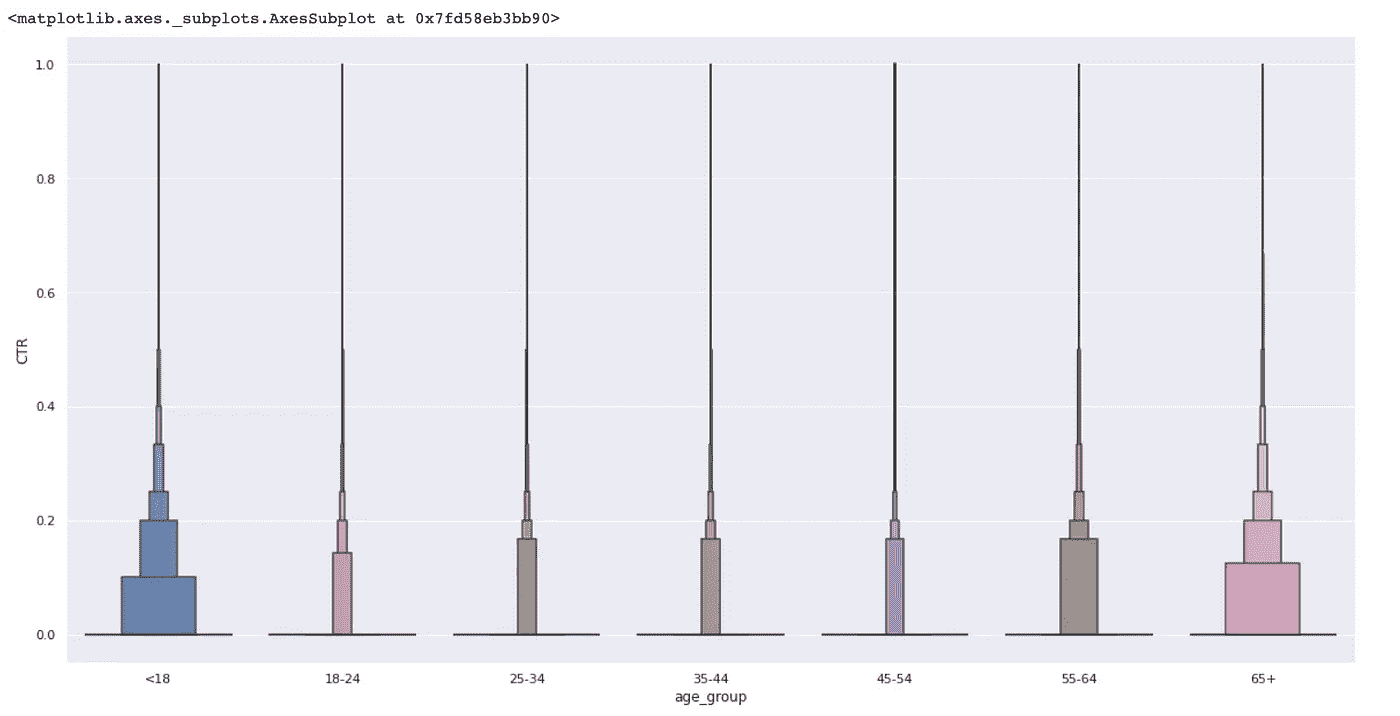 <matplotlib.axes._subplots.AxesSubplot at 0x7fd58eb3bb90>
1.0
0.8
0.6
0.4
0.2
0.0
CTR
<18 18-24 25-34 35-44 45-54 55-64 65+
age_group